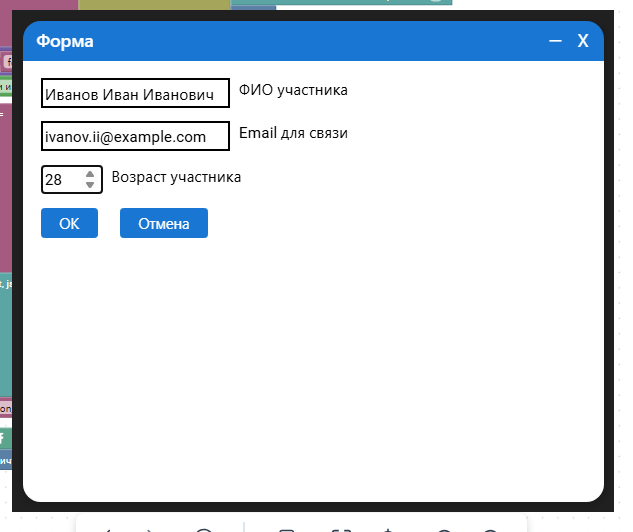 Форма
Иванов Иван Иванович ФИО участника
ivanov.ii@example.com Email для связи
28 Возраст участника
OK Отмена